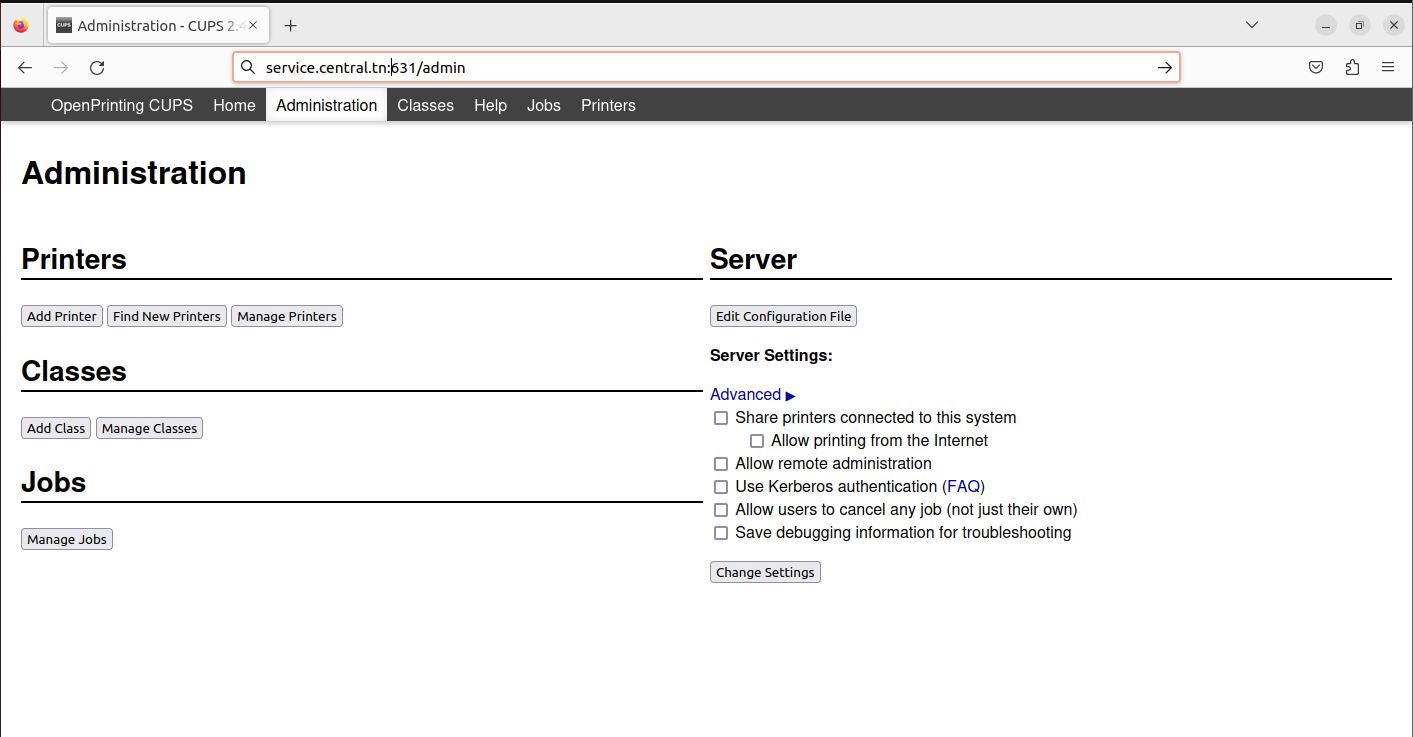 CUPS Administration - CUPS 2.4
service.central.tn:631/admin
OpenPrinting CUPS Home Administration Classes Help Jobs Printers
Administration
Printers
Add Printer Find New Printers Manage Printers
Classes
Add Class Manage Classes
Jobs
Manage Jobs
Server
Edit Configuration File
Server Settings:
Advanced ▶
Share printers connected to this system
Allow printing from the Internet
Allow remote administration
Use Kerberos authentication (FAQ)
Allow users to cancel any job (not just their own)
Save debugging information for troubleshooting
Change Settings